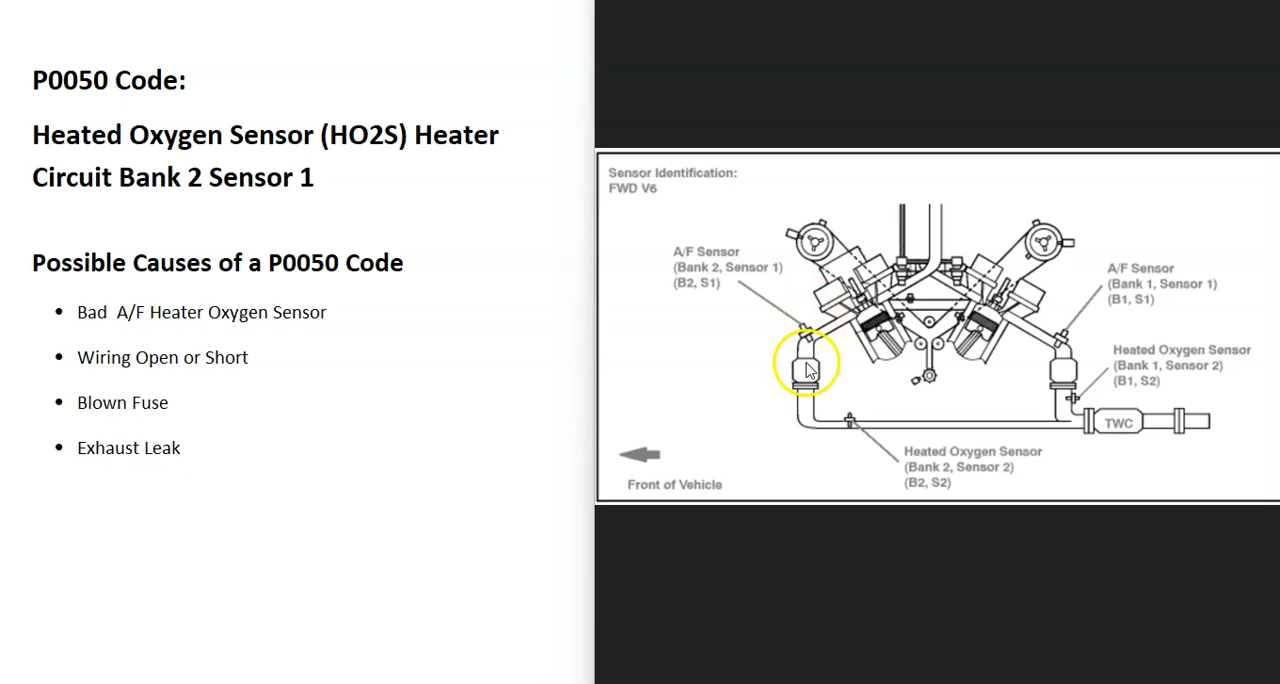 P0050 Code:
Heated Oxygen Sensor (HO2S) Heater
Circuit Bank 2 Sensor 1
Possible Causes of a P0050 Code
• Bad  A/F Heater Oxygen Sensor
• Wiring Open or Short
• Blown Fuse
• Exhaust Leak
Sensor Identification:
FWD V6
A/F Sensor
(Bank 2, Sensor 1)
(B2, S1)
A/F Sensor
(Bank 1, Sensor 1)
(B1, S1)
Heated Oxygen Sensor
(Bank 1, Sensor 2)
(B1, S2)
TWC
Heated Oxygen Sensor
(Bank 2, Sensor 2)
(B2, S2)
Front of Vehicle